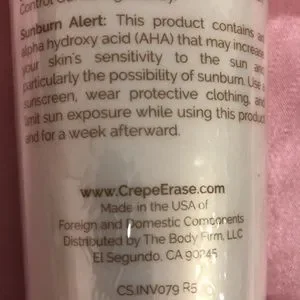 Control
Sunburn Alert: This product contains an
alpha hydroxy acid (AHA) that may increase
your skin's sensitivity to the sun and
particularly the possibility of sunburn. Use a
sunscreen, wear protective clothing, and
limit sun exposure while using this product
and for a week afterward.
www.CrepeErase.com
Made in the USA of
Foreign and Domestic Components
Distributed by The Body Firm, LLC
El Segundo, CA 90245
CS.INV079 R5